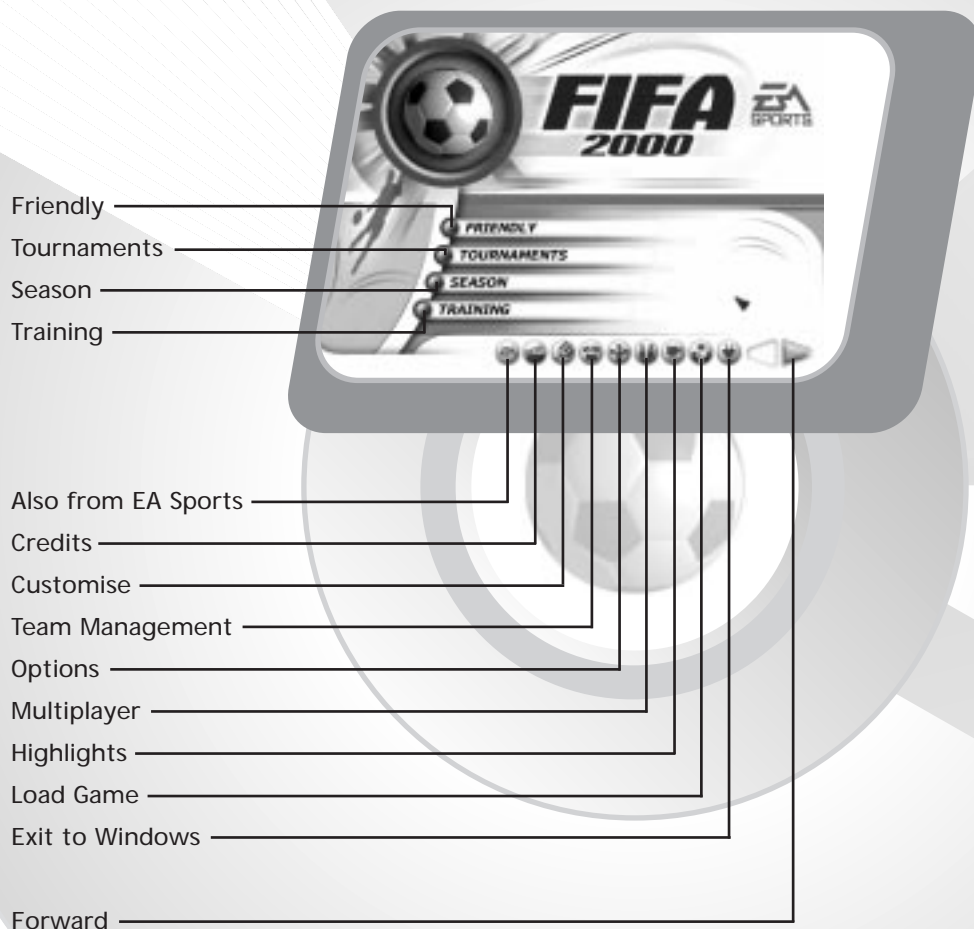 FIFA
2000
EA
SPORTS
FRIENDLY
TOURNAMENTS
SEASON
TRAINING
Friendly
Tournaments
Season
Training
Also from EA Sports
Credits
Customise
Team Management
Options
Multiplayer
Highlights
Load Game
Exit to Windows
Forward